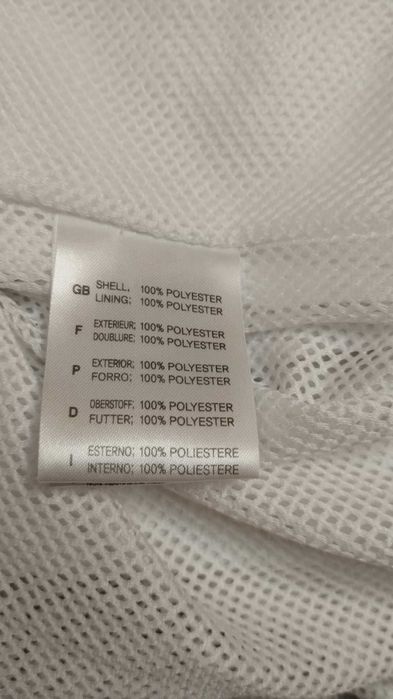 GB SHELL, 100% POLYESTER
LINING; 100% POLYESTER
F EXTERIEUR; 100% POLYESTER
DOUBLURE; 100% POLYESTER
P EXTERIOR; 100% POLYESTER
FORRO; 100% POLYESTER
D OBERSTOFF; 100% POLYESTER
FUTTER; 100% POLYESTER
I ESTERNO; 100% POLIESTERE
INTERNO; 100% POLIESTERE